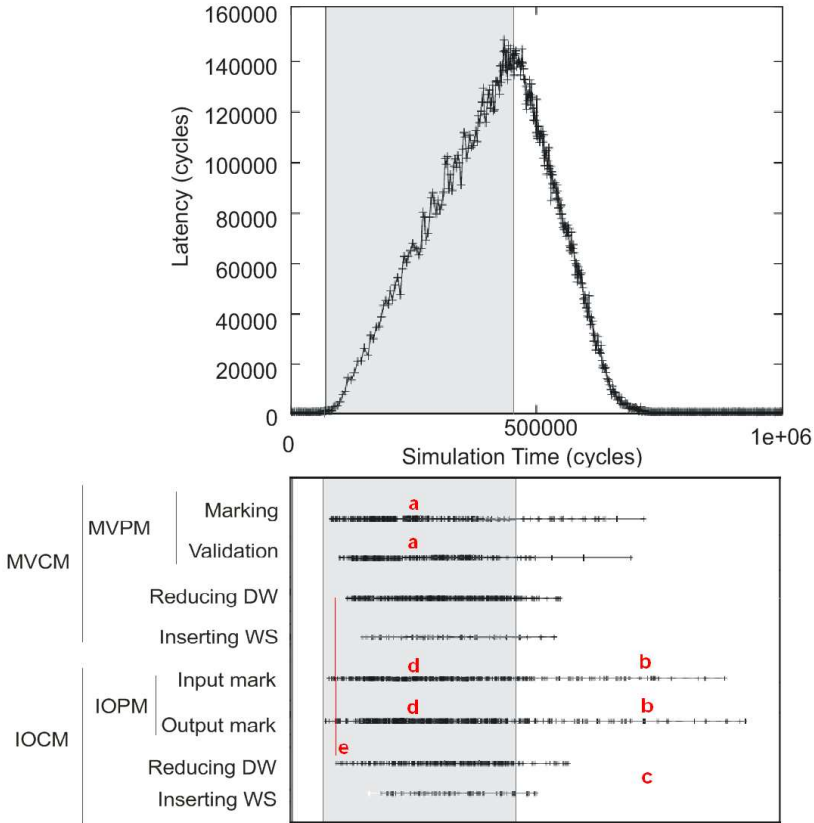 160000
140000
120000
100000
80000
60000
40000
20000
0
Latency (cycles)
0
500000
1e+06
Simulation Time (cycles)
MVCM
MVPM
Marking
a
Validation
a
Reducing DW
Inserting WS
IOCM
IOPM
Input mark
d
b
Output mark
d
b
e
Reducing DW
c
Inserting WS